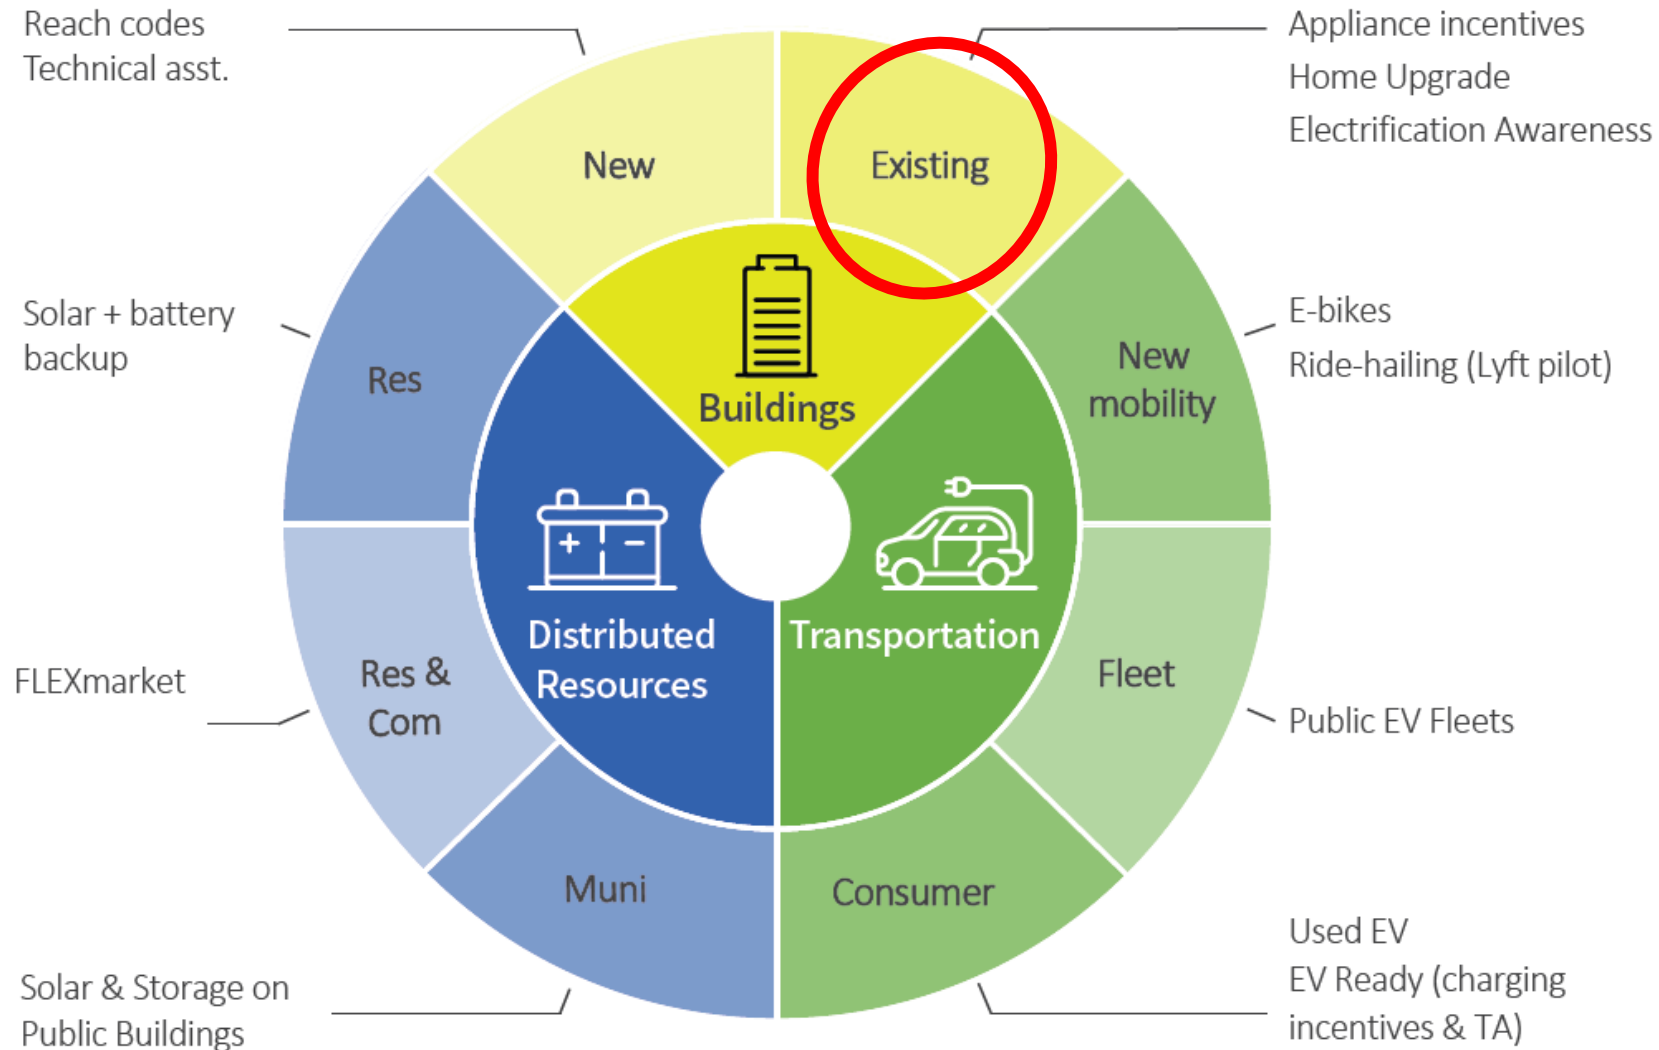 Reach codes
Technical asst.
Appliance incentives
Home Upgrade
Electrification Awareness
New
Existing
Solar + battery
backup
Res
Buildings
New
mobility
E-bikes
Ride-hailing (Lyft pilot)
+ −
Distributed
Resources
Transportation
FLEXmarket
Res &
Com
Fleet
Public EV Fleets
Muni
Consumer
Solar & Storage on
Public Buildings
Used EV
EV Ready (charging
incentives & TA)